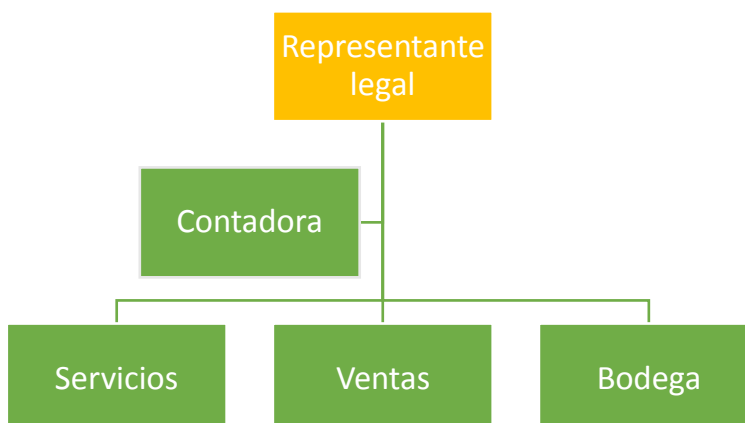 Representante
legal
Contadora
Servicios
Ventas
Bodega